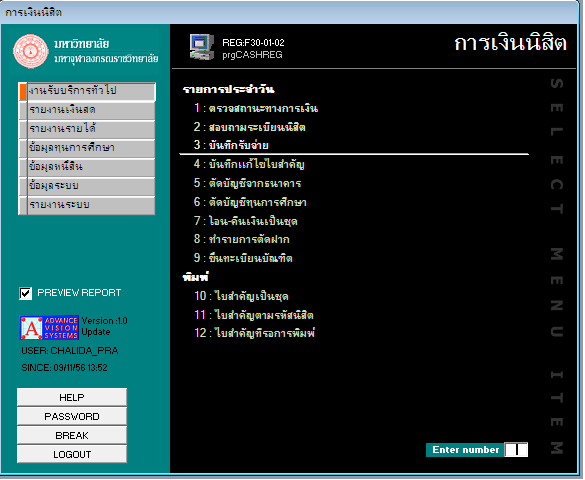 การเงินนิสิต
มหาวิทยาลัย
มหาจุฬาลงกรณราชวิทยาลัย
REG:F30-01-02
prgCASHREG
การเงินนิสิต
งานรับบริการทั่วไป
รายงานเงินสด
รายงานรายได้
ข้อมูลทุนการศึกษา
ข้อมูลหนี้สิน
ข้อมูลระบบ
รายงานระบบ
PREVIEW REPORT
A ADVANCE VISION SYSTEMS
Version :1.0
Update
USER: CHALIDA_PRA
SINCE: 09/11/56 13:52
HELP
PASSWORD
BREAK
LOGOUT
รายการประจำวัน
1 : ตรวจสถานะทางการเงิน
2 : สอบถามระเบียนนิสิต
3 : บันทึกรับจ่าย
4 : บันทึกแก้ไขใบสำคัญ
5 : ตัดบัญชีจากธนาคาร
6 : ตัดบัญชีทุนการศึกษา
7 : โอน-คืนเงินเป็นชุด
8 : ทำรายการตัดฝาก
9 : ขึ้นทะเบียนบัณฑิต
พิมพ์
10 : ใบสำคัญเป็นชุด
11 : ใบสำคัญตามรหัสนิสิต
12 : ใบสำคัญที่รอการพิมพ์
Enter number
SELECT MENU ITEM